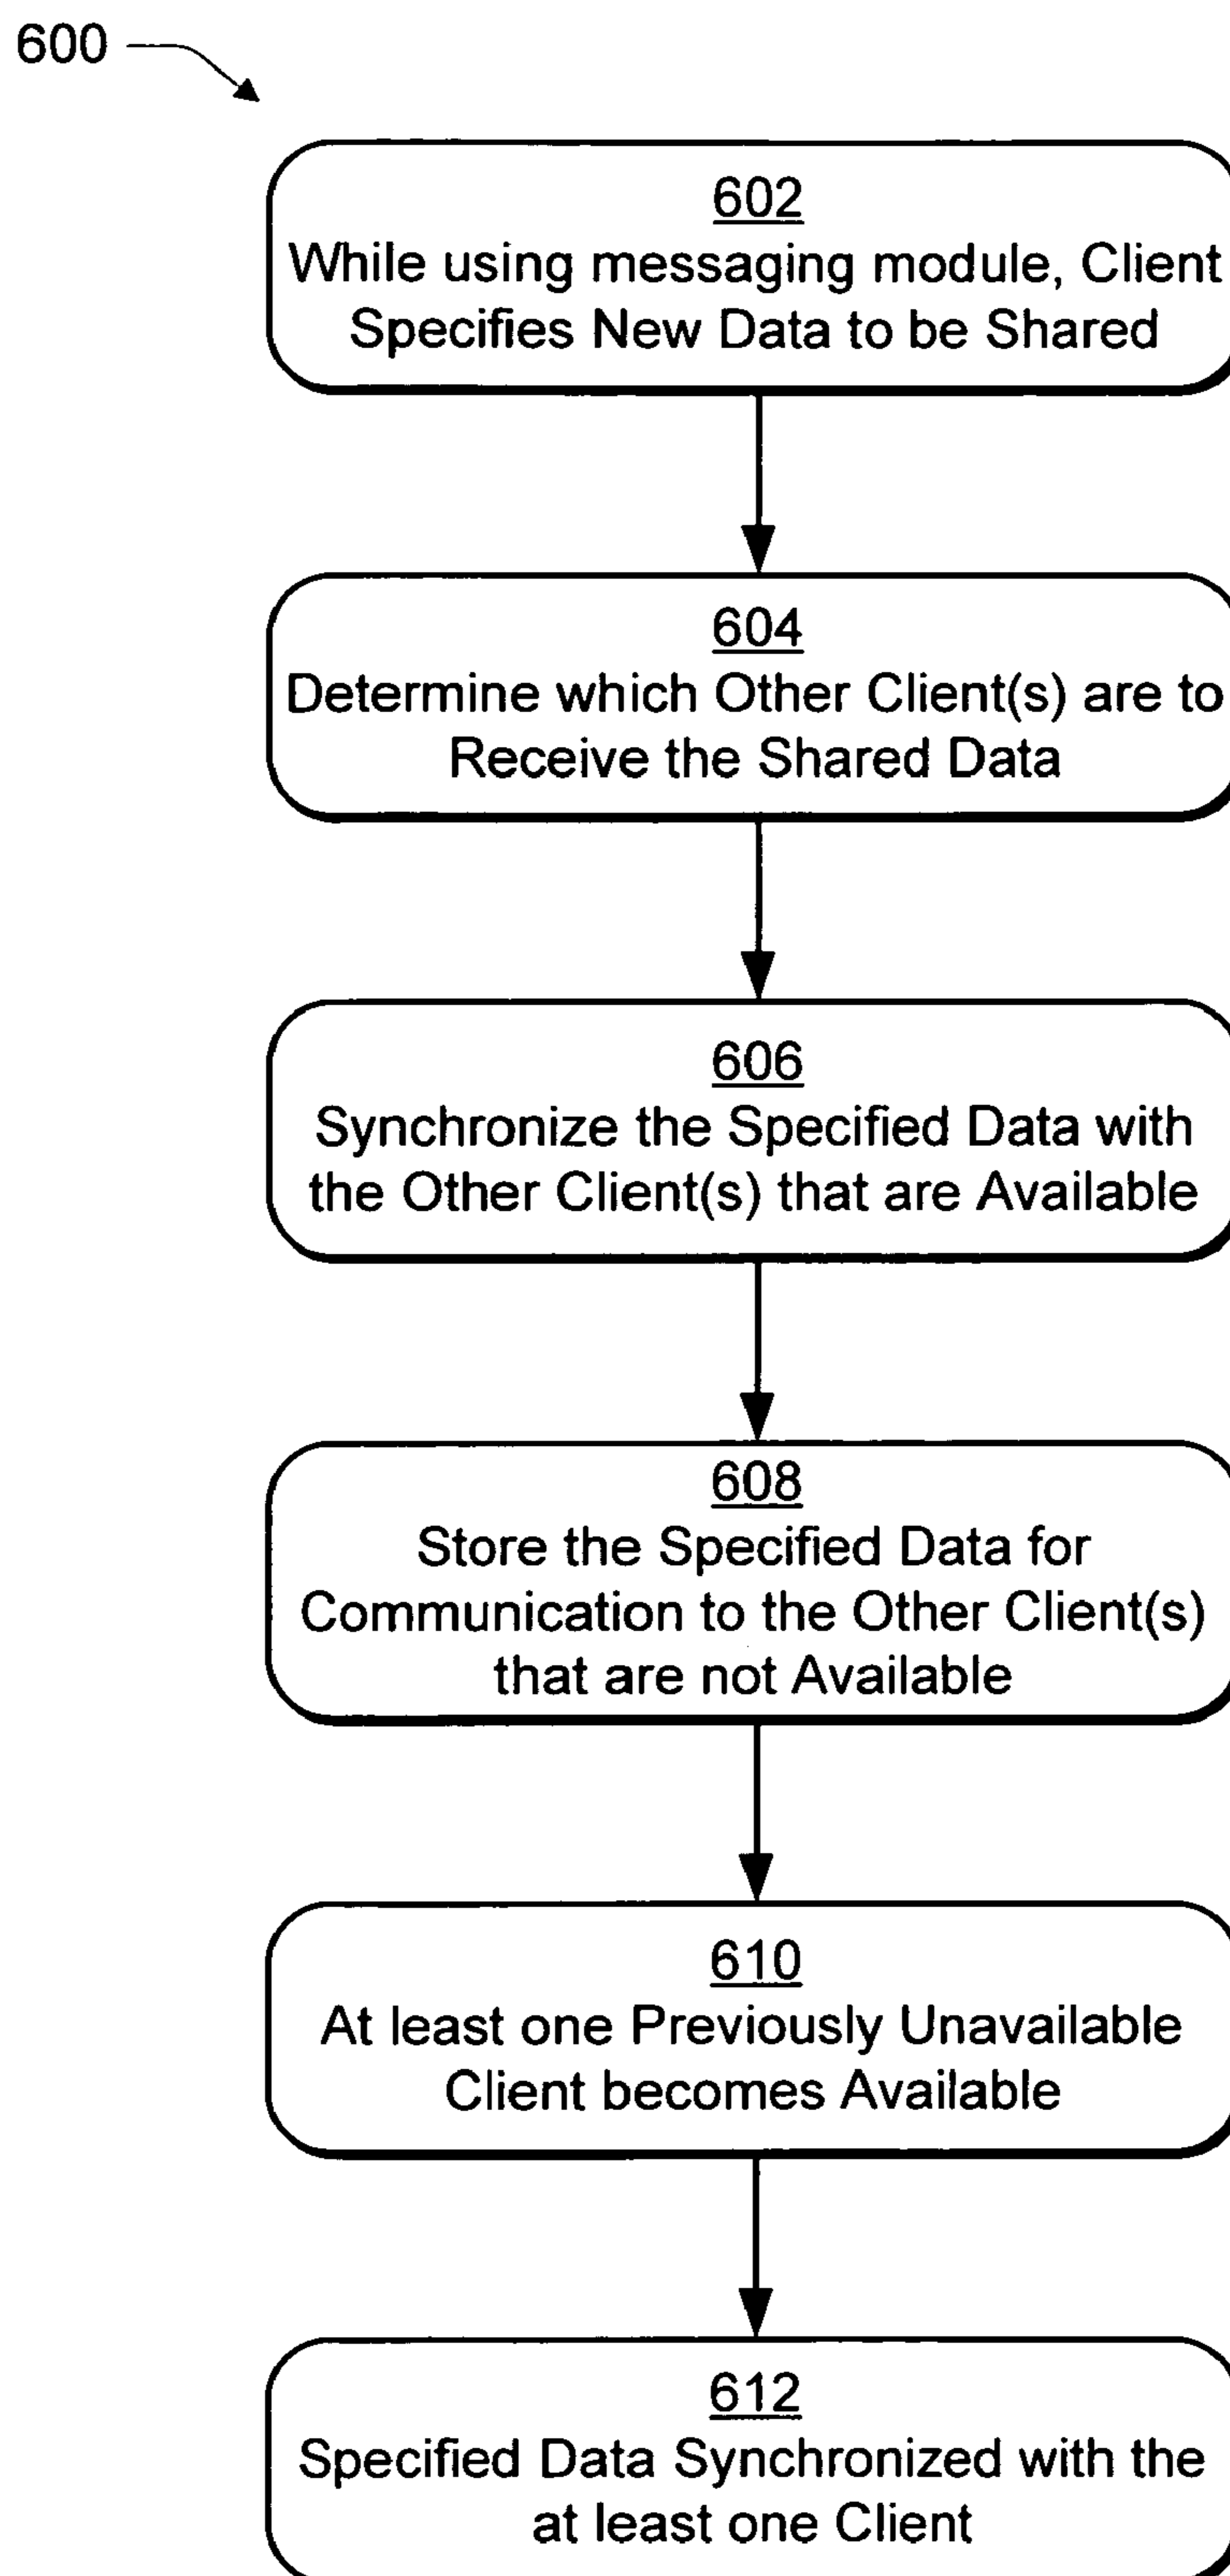 600
602
While using messaging module, Client
Specifies New Data to be Shared
604
Determine which Other Client(s) are to
Receive the Shared Data
606
Synchronize the Specified Data with
the Other Client(s) that are Available
608
Store the Specified Data for
Communication to the Other Client(s)
that are not Available
610
At least one Previously Unavailable
Client becomes Available
612
Specified Data Synchronized with the
at least one Client